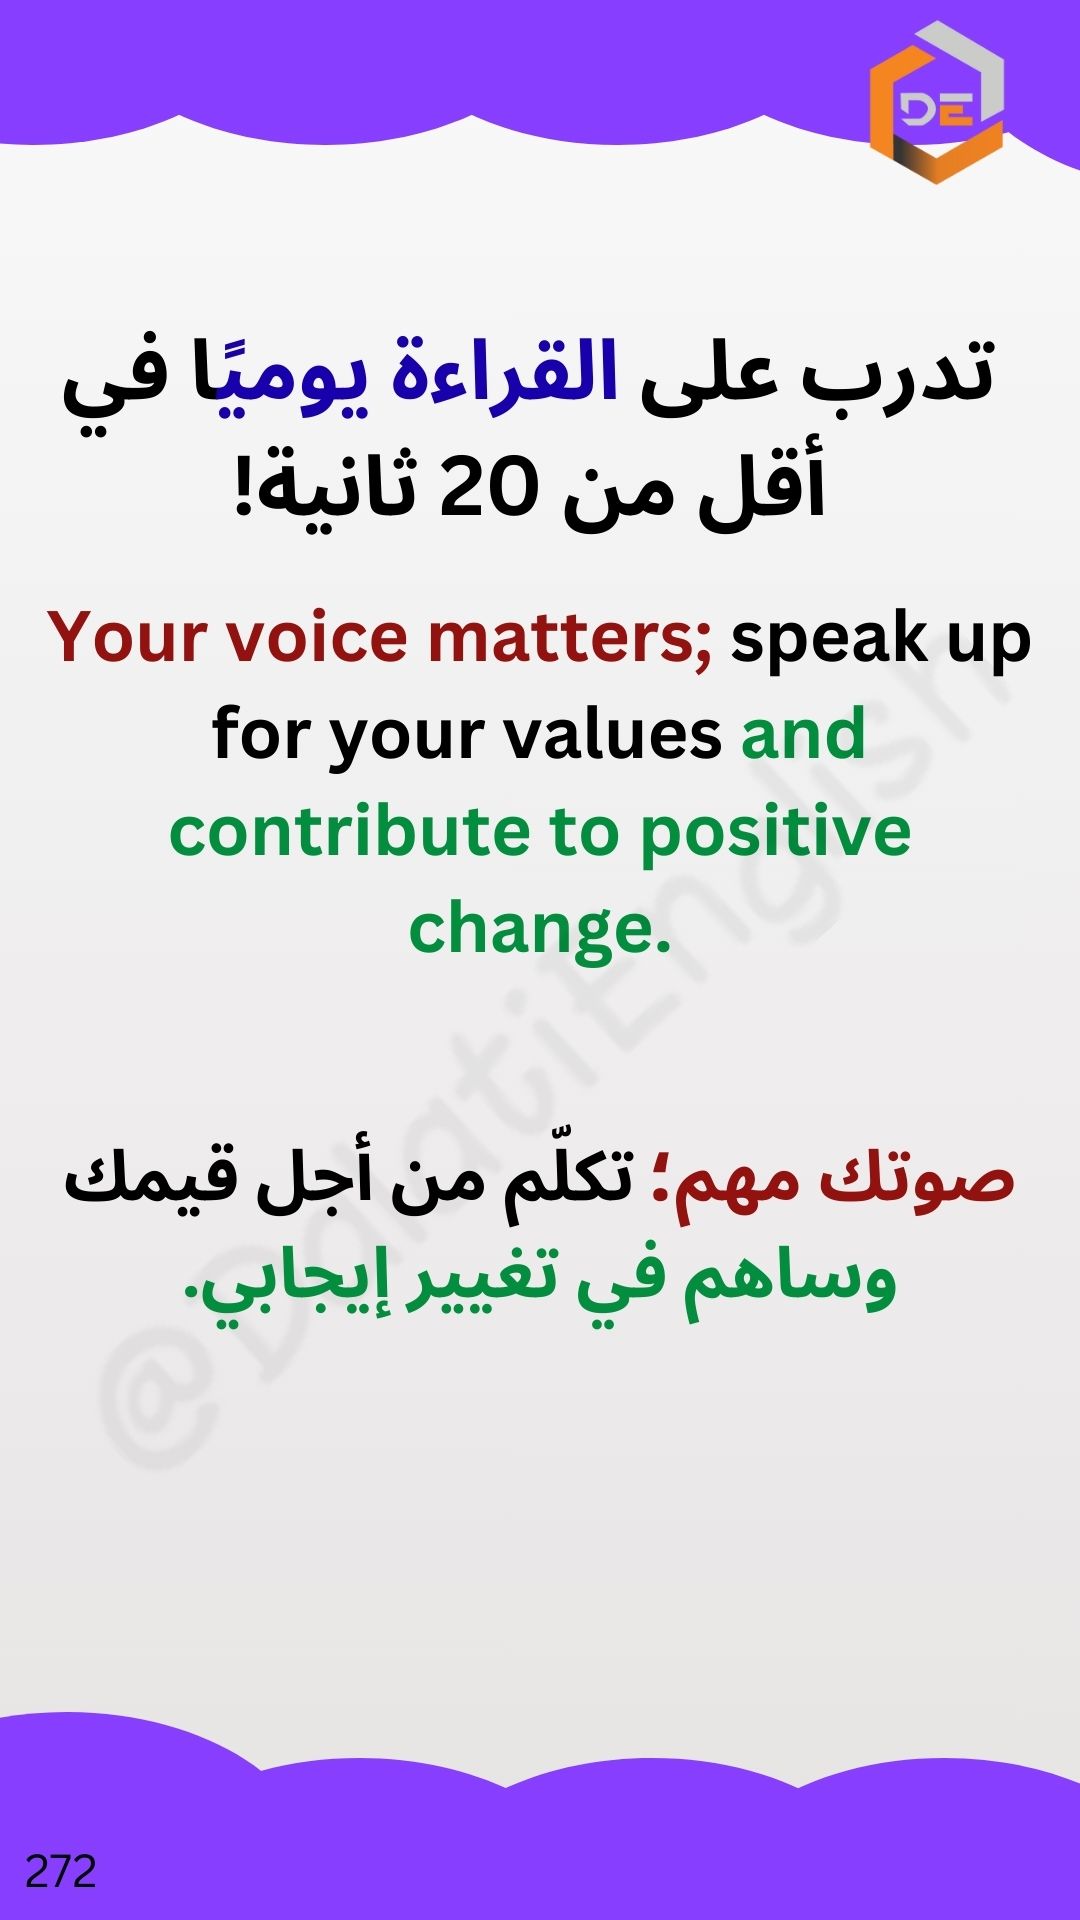 DE
تدرب على القراءة يوميًا في
أقل من 20 ثانية!
Your voice matters; speak up
for your values and
contribute to positive
change.
صوتك مهم؛ تكلّم من أجل قيمك
وساهم في تغيير إيجابي.
@DalatiEnglish
272